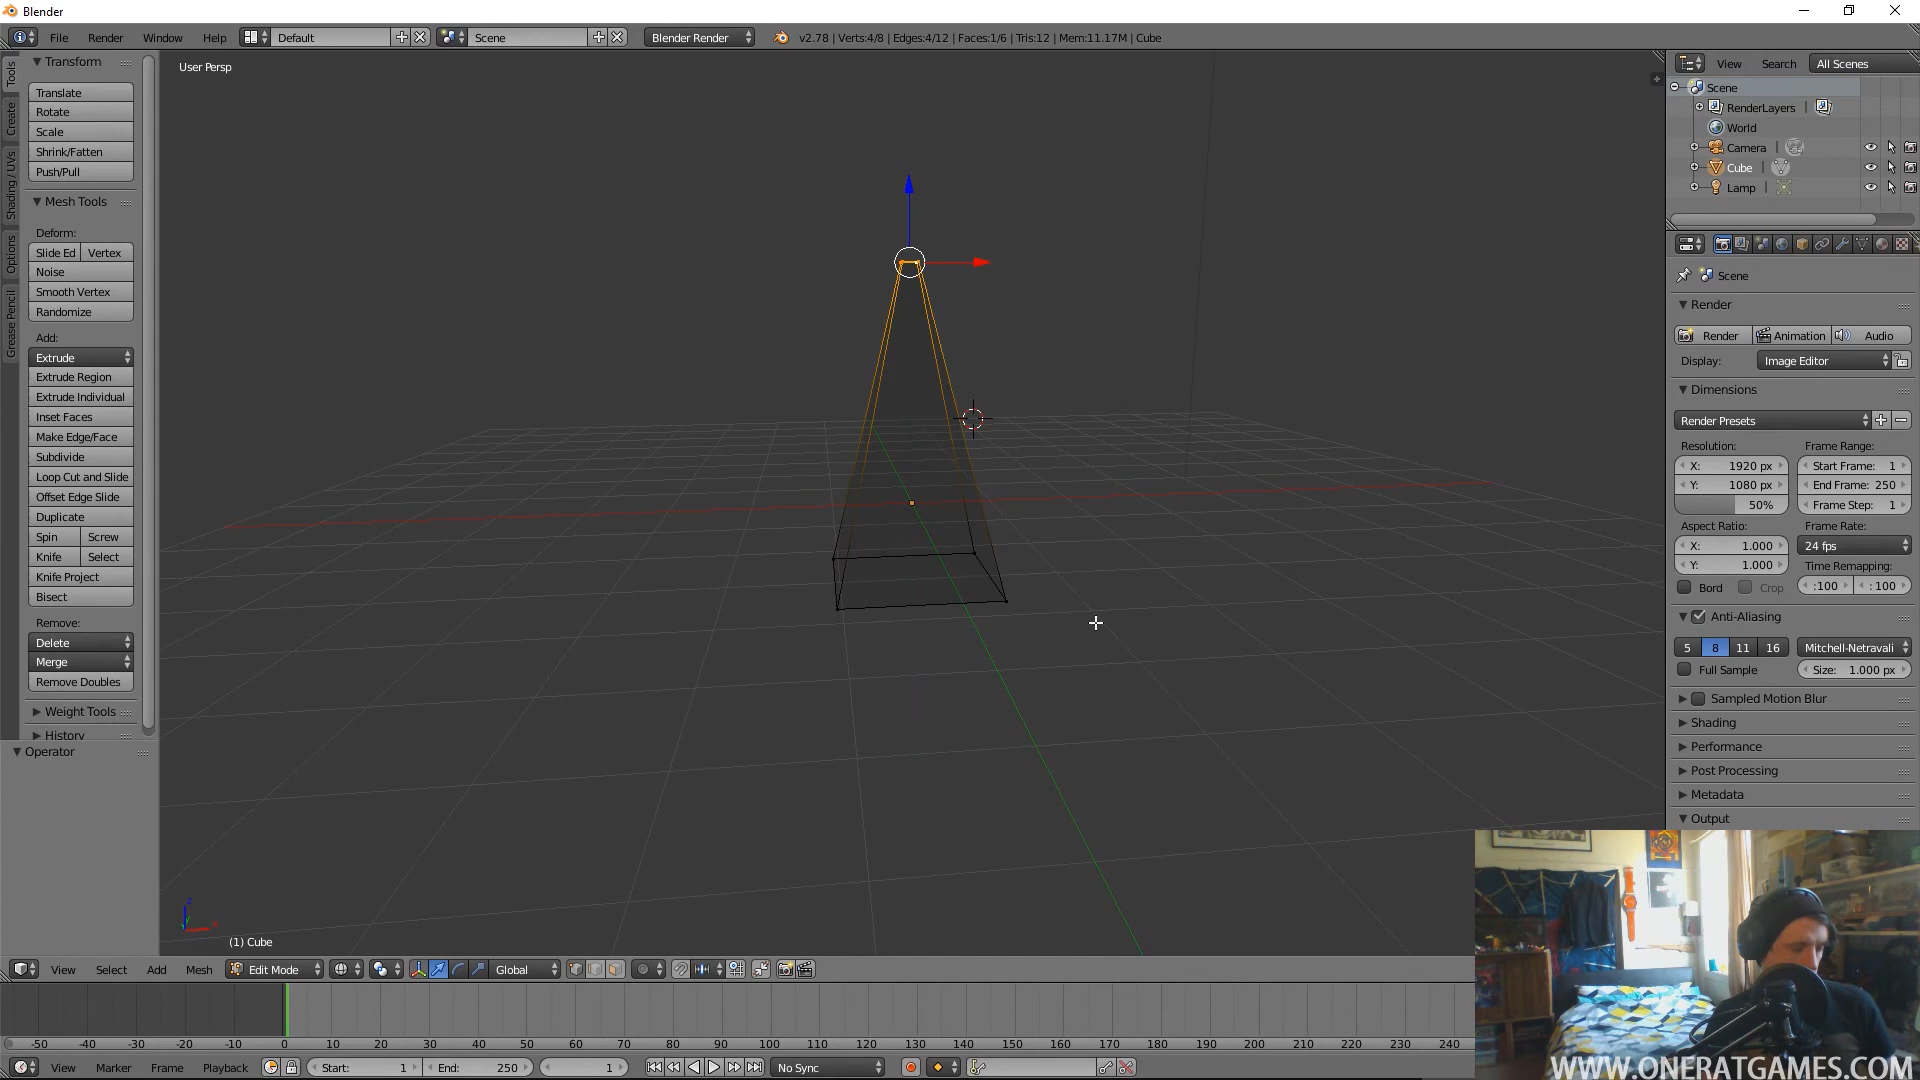 Blender
File Render Window Help Default Scene Blender Render v2.78 | Verts:4/8 | Edges:4/12 | Faces:1/6 | Tris:12 | Mem:11.17M | Cube
Tools
Create
Shading / UVs
Options
Grease Pencil
Transform
Translate
Rotate
Scale
Shrink/Fatten
Push/Pull
Mesh Tools
Deform:
Slide Ed Vertex
Noise
Smooth Vertex
Randomize
Add:
Extrude
Extrude Region
Extrude Individual
Inset Faces
Make Edge/Face
Subdivide
Loop Cut and Slide
Offset Edge Slide
Duplicate
Spin Screw
Knife Select
Knife Project
Bisect
Remove:
Delete
Merge
Remove Doubles
Weight Tools
History
Operator
User Persp
(1) Cube
View Select Add Mesh Edit Mode Global
-50 -40 -30 -20 -10 0 10 20 30 40 50 60 70 80 90 100 110 120 130 140 150 160 170 180 190 200 210 220 230 240
View Marker Frame Playback Start: 1 End: 250 1 No Sync
View Search All Scenes
Scene
RenderLayers |
World
Camera |
Cube |
Lamp |
Scene
Render
Render Animation Audio
Display: Image Editor
Dimensions
Render Presets
Resolution: Frame Range:
X: 1920 px Start Frame: 1
Y: 1080 px End Frame: 250
50% Frame Step: 1
Aspect Ratio: Frame Rate:
X: 1.000 24 fps
Y: 1.000 Time Remapping:
Bord Crop :100 : 100
Anti-Aliasing
5 8 11 16 Mitchell-Netravali
Full Sample Size: 1.000 px
Sampled Motion Blur
Shading
Performance
Post Processing
Metadata
Output
WWW.ONERATGAMES.COM